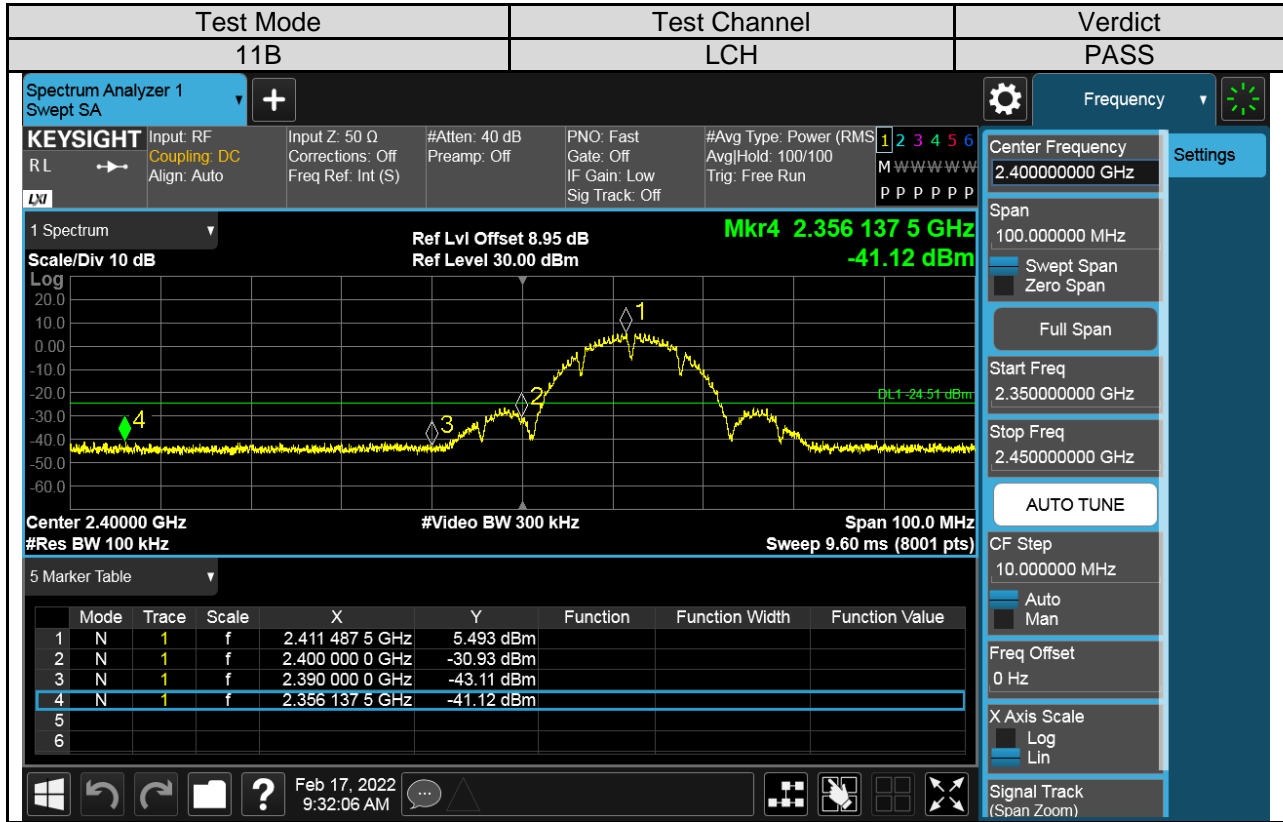 Test Mode Test Channel Verdict
11B LCH PASS
Spectrum Analyzer 1
Swept SA
+
Frequency
KEYSIGHT
RL
LXI
Input: RF
Coupling: DC
Align: Auto
Input Z: 50 Ω
Corrections: Off
Freq Ref: Int (S)
#Atten: 40 dB
Preamp: Off
PNO: Fast
Gate: Off
IF Gain: Low
Sig Track: Off
#Avg Type: Power (RMS
Avg|Hold: 100/100
Trig: Free Run
1 2 3 4 5 6
M W W W W W
P P P P P P
1 Spectrum
Scale/Div 10 dB
Ref Lvl Offset 8.95 dB
Ref Level 30.00 dBm
Mkr4 2.356 137 5 GHz
-41.12 dBm
Log
20.0
10.0
0.00
-10.0
-20.0
-30.0
-40.0
-50.0
-60.0
1
2
3
4
DL1 -24.51 dBm
Center 2.40000 GHz #Video BW 300 kHz Span 100.0 MHz
#Res BW 100 kHz Sweep 9.60 ms (8001 pts)
5 Marker Table
Mode Trace Scale X Y Function Function Width Function Value
1 N 1 f 2.411 487 5 GHz 5.493 dBm
2 N 1 f 2.400 000 0 GHz -30.93 dBm
3 N 1 f 2.390 000 0 GHz -43.11 dBm
4 N 1 f 2.356 137 5 GHz -41.12 dBm
5
6
?
Feb 17, 2022
9:32:06 AM
Center Frequency
2.400000000 GHz
Settings
Span
100.000000 MHz
Swept Span
Zero Span
Full Span
Start Freq
2.350000000 GHz
Stop Freq
2.450000000 GHz
AUTO TUNE
CF Step
10.000000 MHz
Auto
Man
Freq Offset
0 Hz
X Axis Scale
Log
Lin
Signal Track
(Span Zoom)